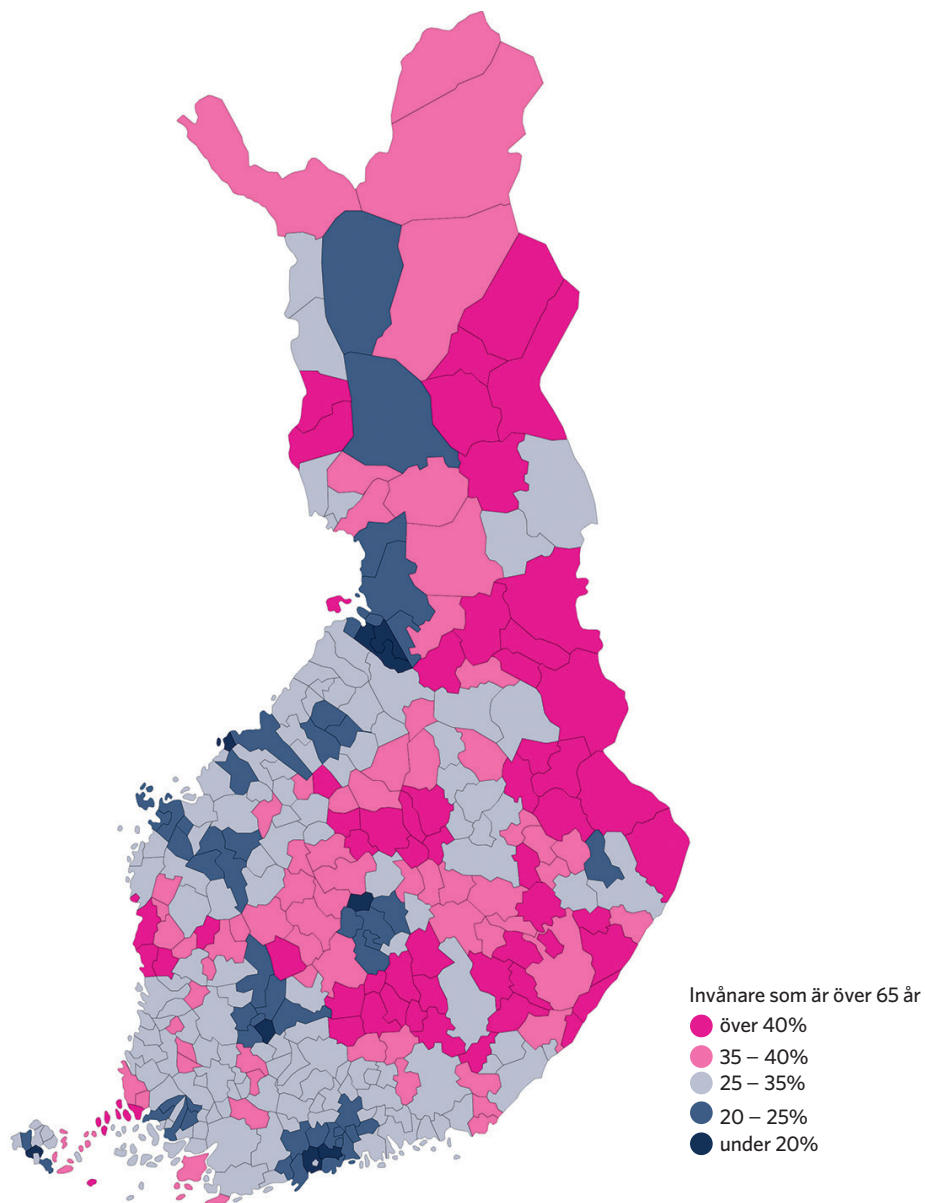 Invånare som är över 65 år
över 40%
35 – 40%
25 – 35%
20 – 25%
under 20%